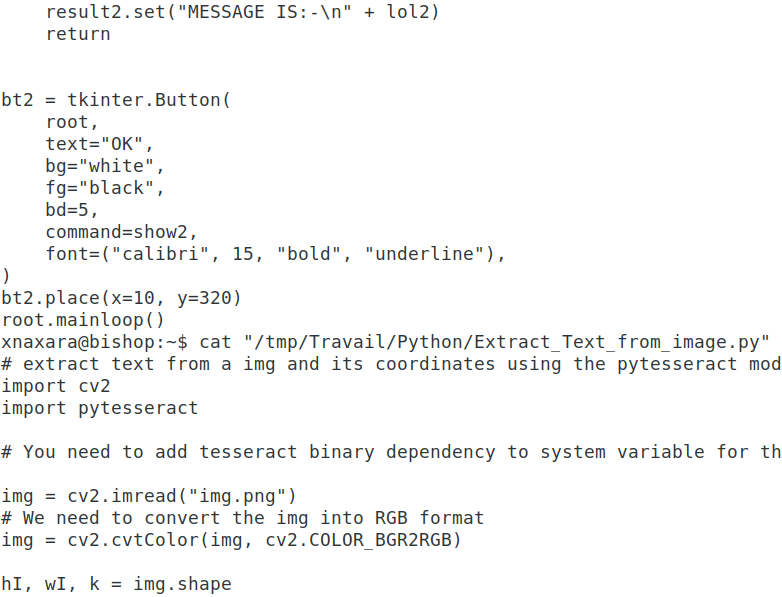 result2.set("MESSAGE IS:-\n" + lol2)
    return


bt2 = tkinter.Button(
    root,
    text="OK",
    bg="white",
    fg="black",
    bd=5,
    command=show2,
    font=("calibri", 15, "bold", "underline"),
)
bt2.place(x=10, y=320)
root.mainloop()
xnaxara@bishop:~$ cat "/tmp/Travail/Python/Extract_Text_from_image.py"
# extract text from a img and its coordinates using the pytesseract mod
import cv2
import pytesseract

# You need to add tesseract binary dependency to system variable for th

img = cv2.imread("img.png")
# We need to convert the img into RGB format
img = cv2.cvtColor(img, cv2.COLOR_BGR2RGB)

hI, wI, k = img.shape